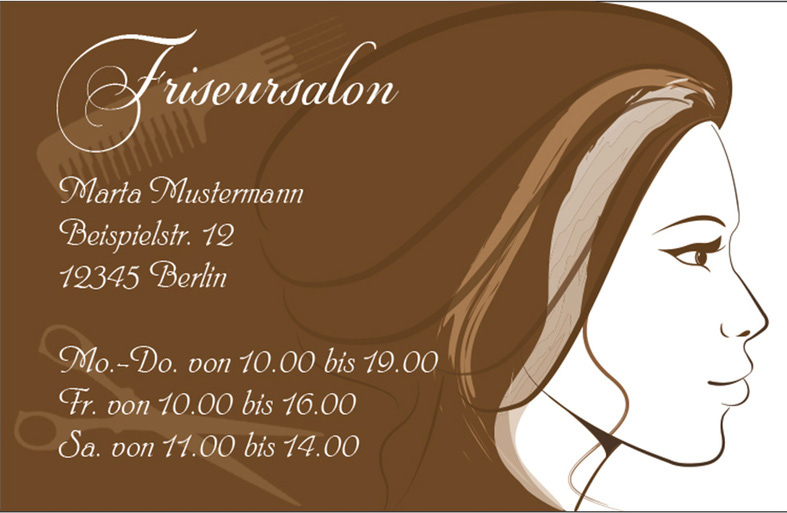 Friseursalon
Marta Mustermann
Beispielstr. 12
12345 Berlin
Mo.-Do. von 10.00 bis 19.00
Fr. von 10.00 bis 16.00
Sa. von 11.00 bis 14.00